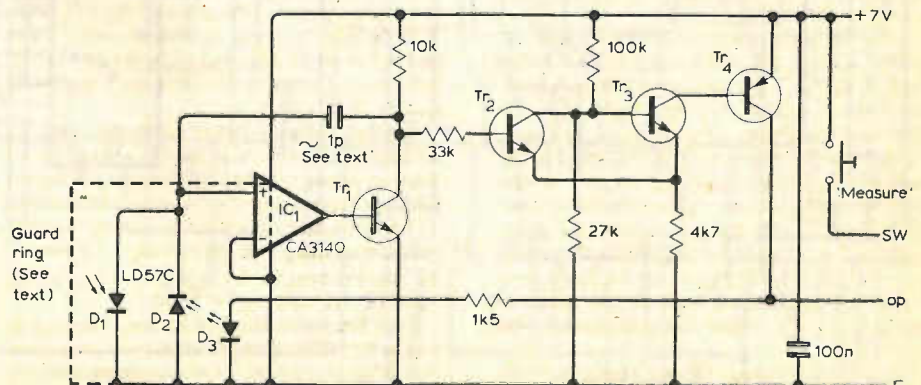 +7V
10k
100k
Tr4
Tr3
Tr2
1p
~
See text
33k
'Measure'
Tr1
+
IC1
−
CA3140
SW
Guard
ring
(See
text)
LD57C
27k
4k7
D1
D2
D3
1k5
op
100n
E